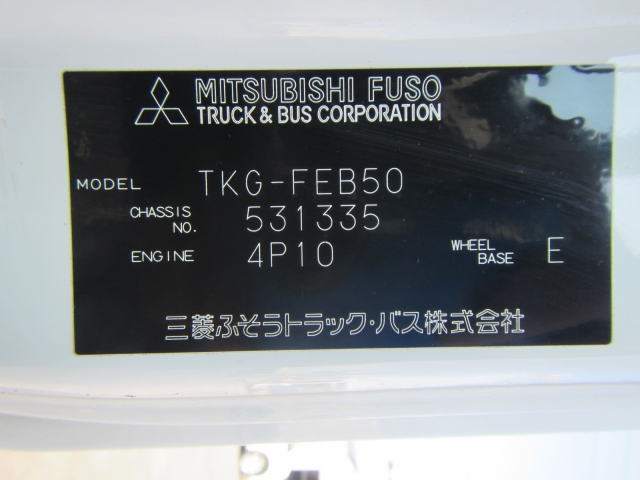 MITSUBISHI FUSO
TRUCK & BUS CORPORATION
MODEL TKG-FEB50
CHASSIS NO. 531335
ENGINE 4P10 WHEEL BASE E
三菱ふそうトラック・バス株式会社